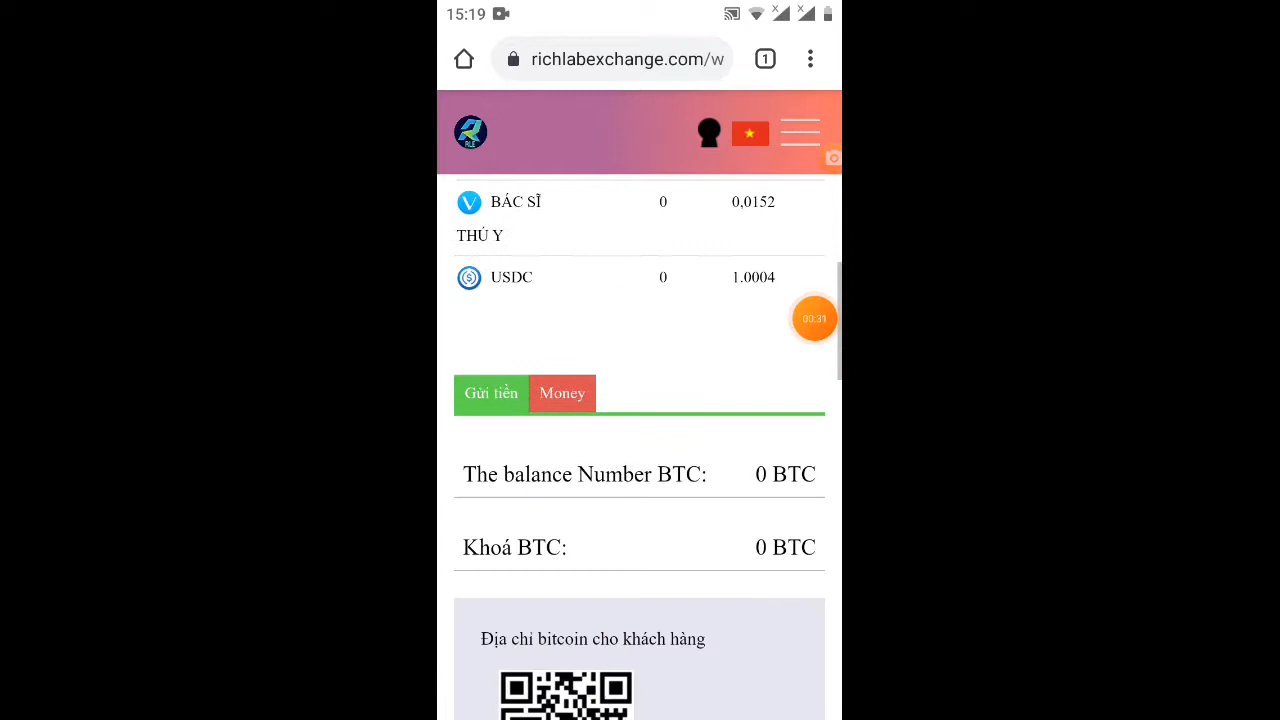 15:19
richlabexchange.com/w
1
RLE
BÁC SĨ 0 0,0152
THÚ Y
USDC 0 1.0004
00:31
Gửi tiền Money
The balance Number BTC: 0 BTC
Khoá BTC: 0 BTC
Địa chỉ bitcoin cho khách hàng